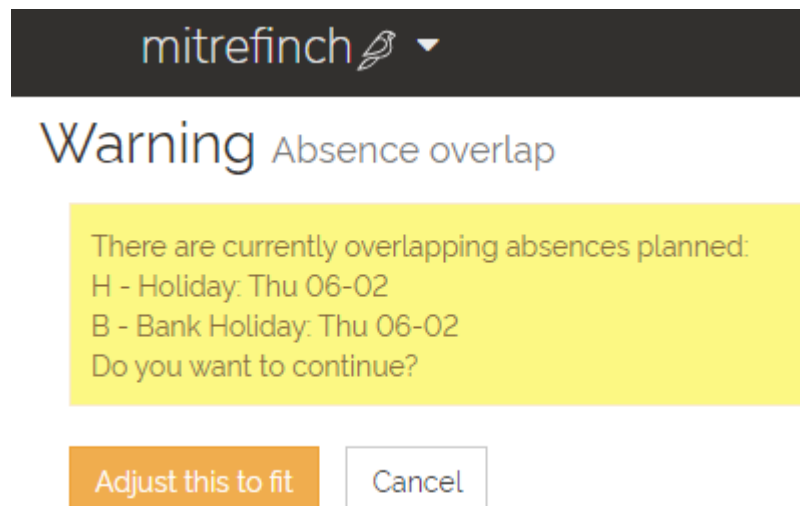 mitrefinch
Warning Absence overlap
There are currently overlapping absences planned:
H - Holiday: Thu 06-02
B - Bank Holiday: Thu 06-02
Do you want to continue?
Adjust this to fit Cancel